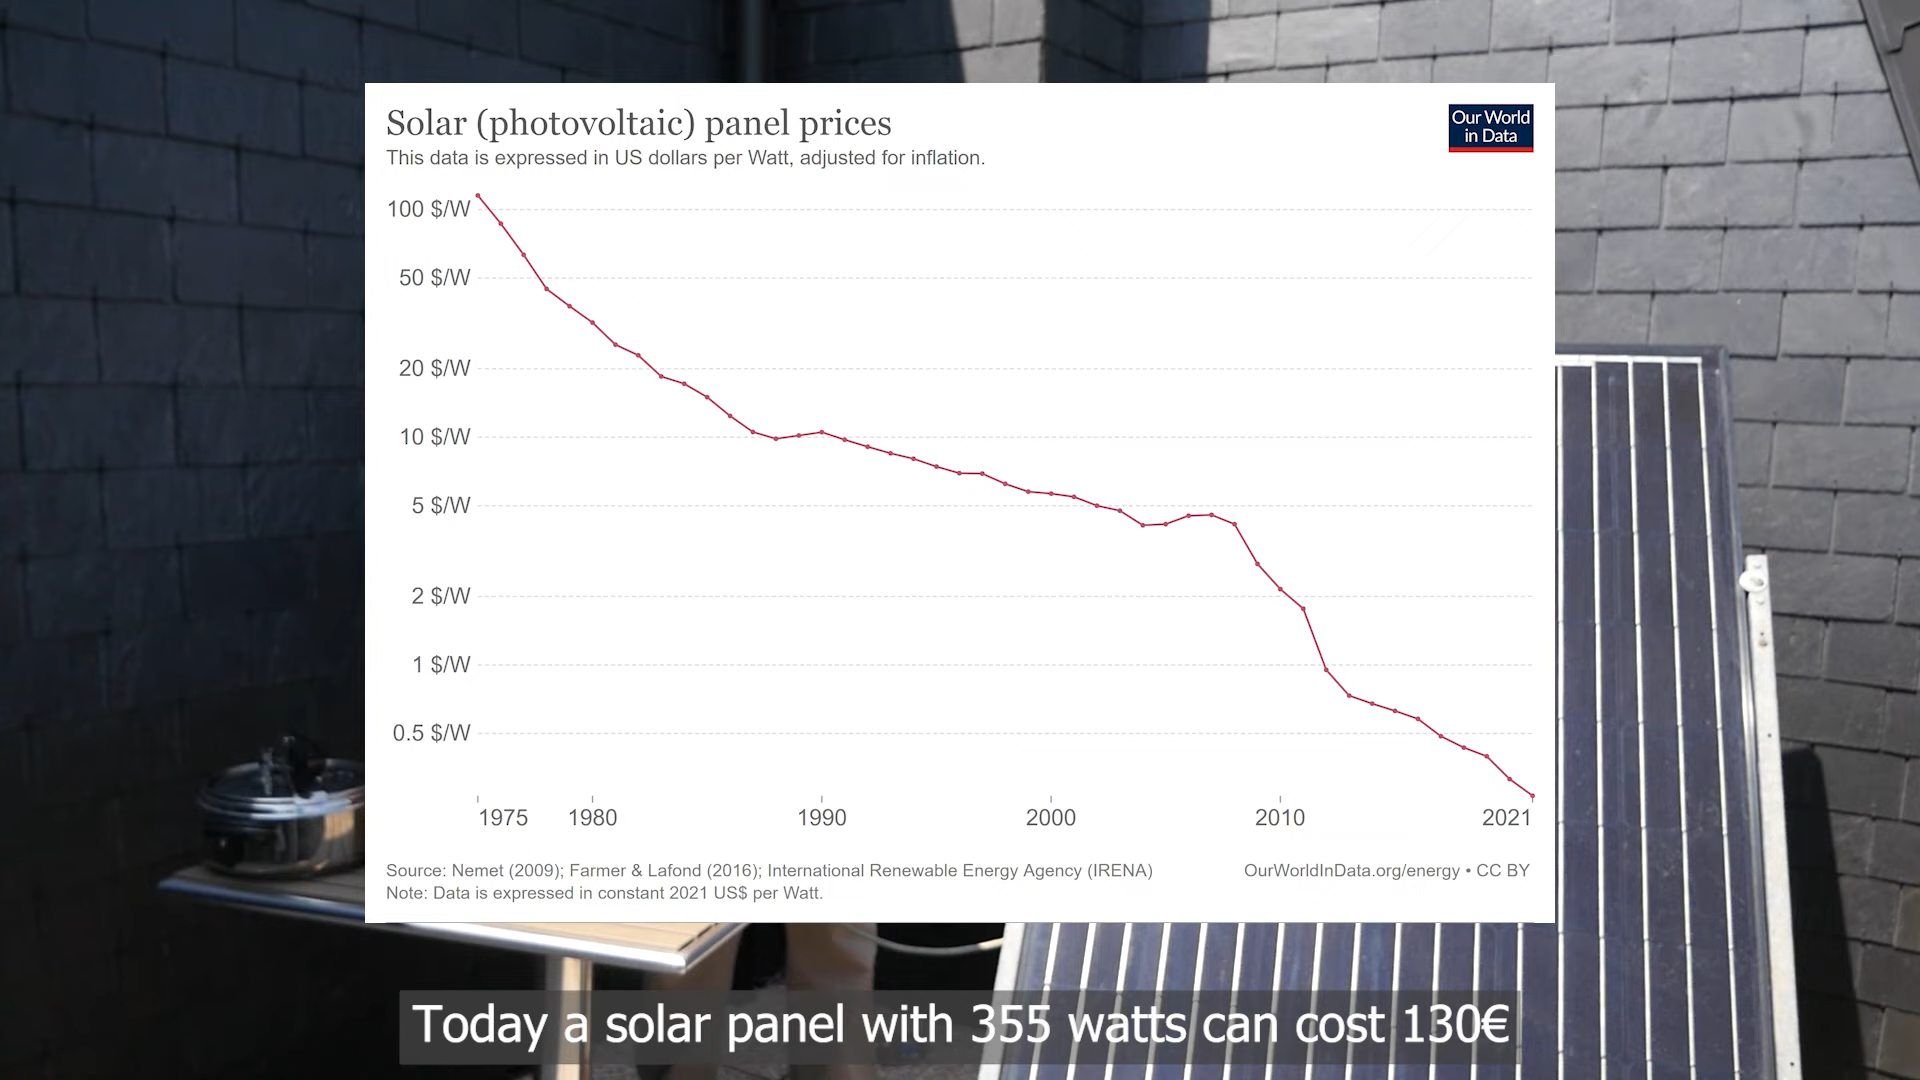 Solar (photovoltaic) panel prices
This data is expressed in US dollars per Watt, adjusted for inflation.
Our World
in Data
100 $/W
50 $/W
20 $/W
10 $/W
5 $/W
2 $/W
1 $/W
0.5 $/W
1975 1980 1990 2000 2010 2021
Source: Nemet (2009); Farmer & Lafond (2016); International Renewable Energy Agency (IRENA)
OurWorldInData.org/energy • CC BY
Note: Data is expressed in constant 2021 US$ per Watt.
Today a solar panel with 355 watts can cost 130€